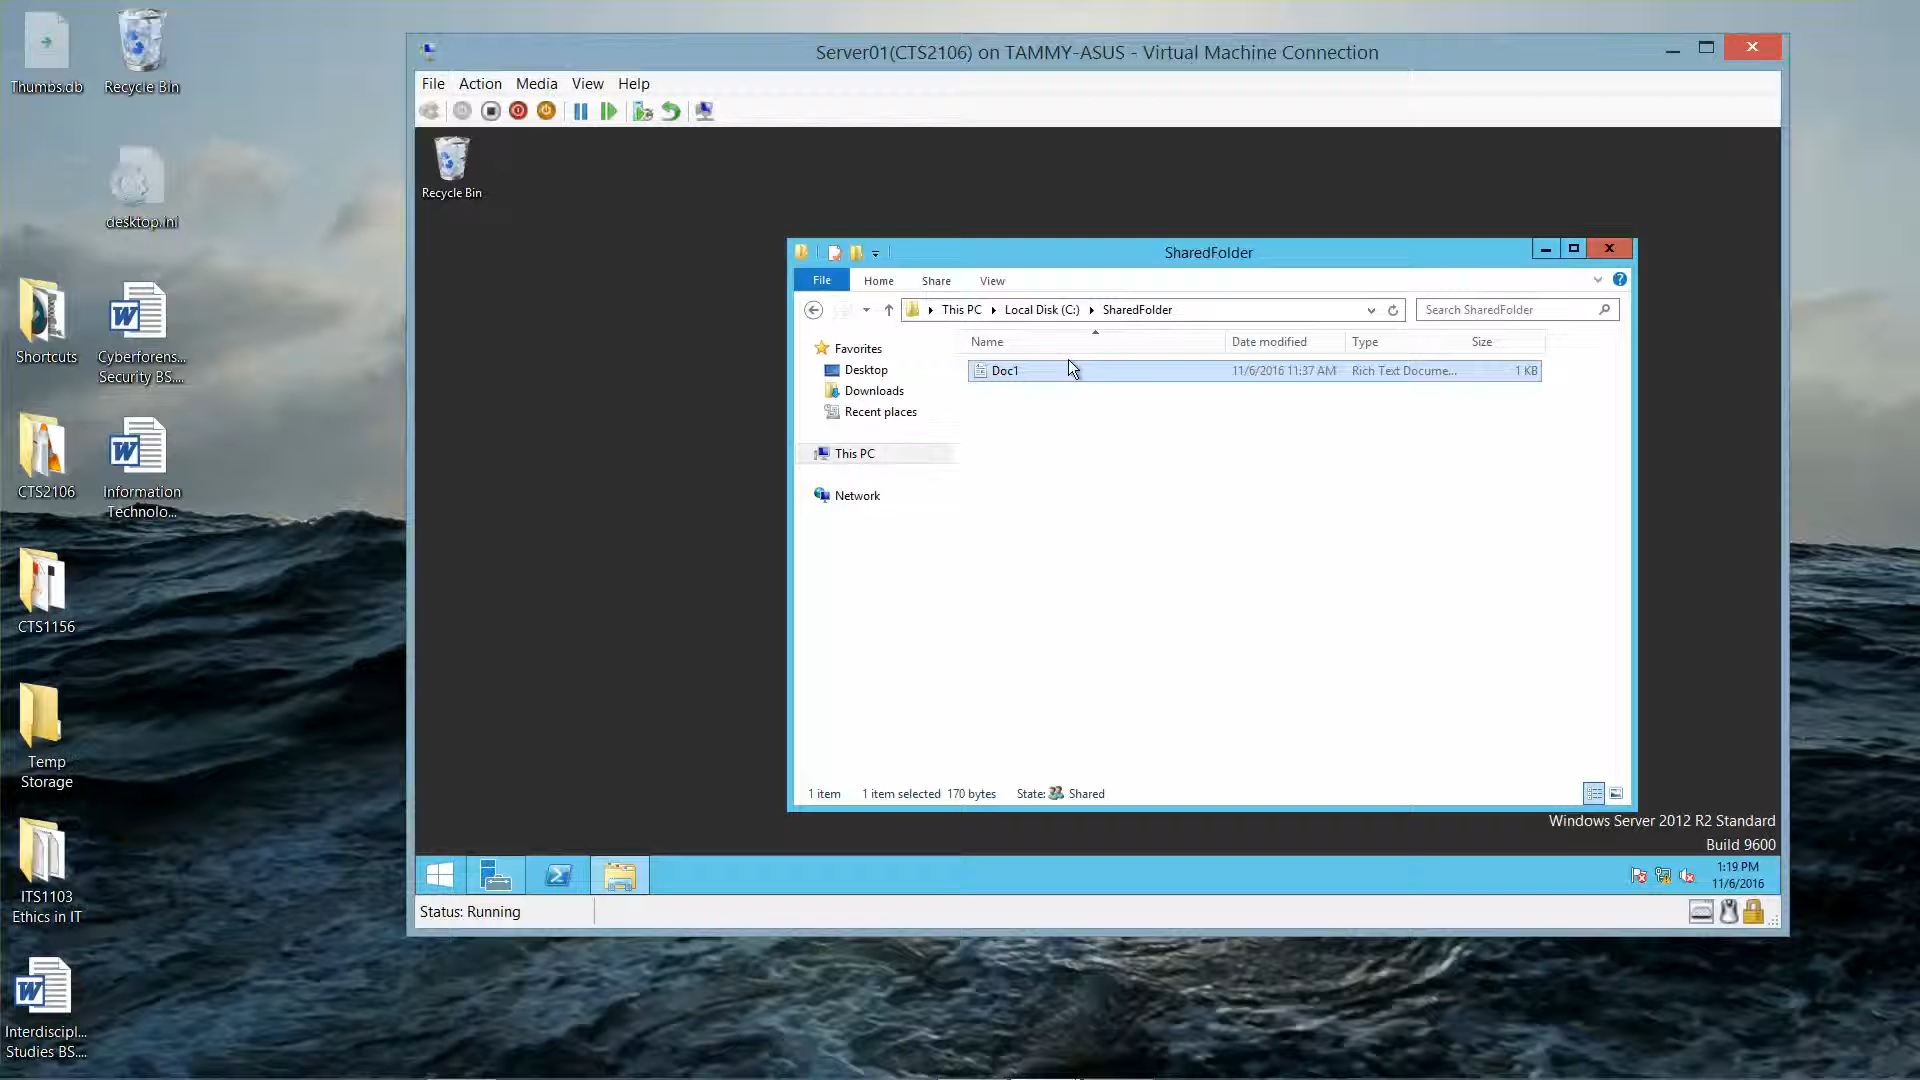 Thumbs.db
Recycle Bin
desktop.ini
Shortcuts
Cyberforens...
Security BS....
CTS2106
Information
Technolo...
CTS1156
Temp
Storage
ITS1103
Ethics in IT
Interdiscipl...
Studies BS....
Server01(CTS2106) on TAMMY-ASUS - Virtual Machine Connection
File Action Media View Help
Recycle Bin
SharedFolder
File Home Share View
This PC Local Disk (C:) SharedFolder
Search SharedFolder
Name Date modified Type Size
Doc1 11/6/2016 11:37 AM Rich Text Docume... 1 KB
Favorites
Desktop
Downloads
Recent places
This PC
Network
1 item 1 item selected 170 bytes State: Shared
Windows Server 2012 R2 Standard
Build 9600
1:19 PM
11/6/2016
Status: Running